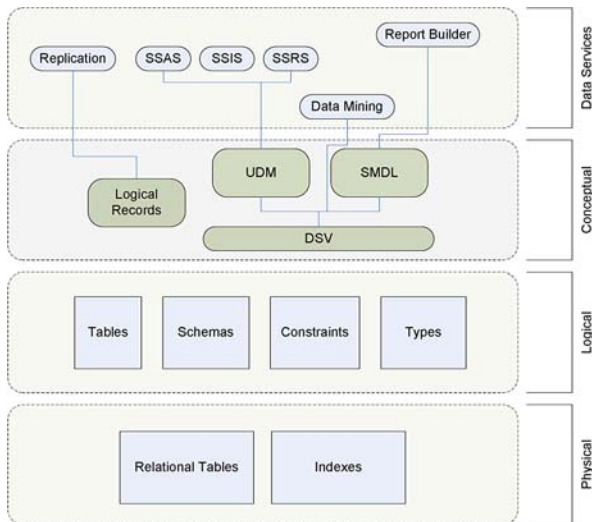 Report Builder
Replication
SSAS
SSIS
SSRS
Data Mining
Data Services
UDM
SMDL
Logical
Records
DSV
Conceptual
Tables
Schemas
Constraints
Types
Logical
Relational Tables
Indexes
Physical